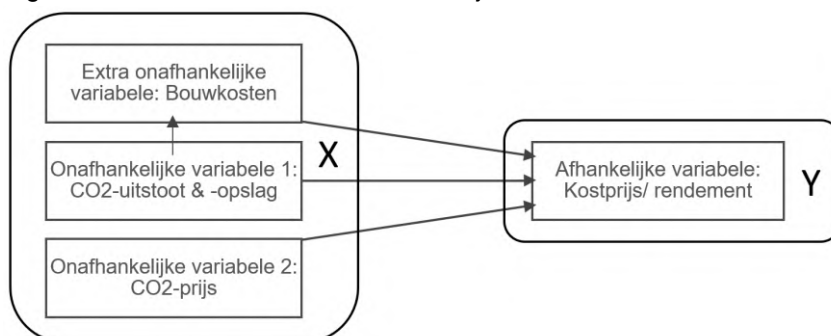 Extra onafhankelijke
variabele: Bouwkosten
Onafhankelijke variabele 1:
CO2-uitstoot & -opslag
X
Onafhankelijke variabele 2:
CO2-prijs
Afhankelijke variabele:
Kostprijs/ rendement
Y